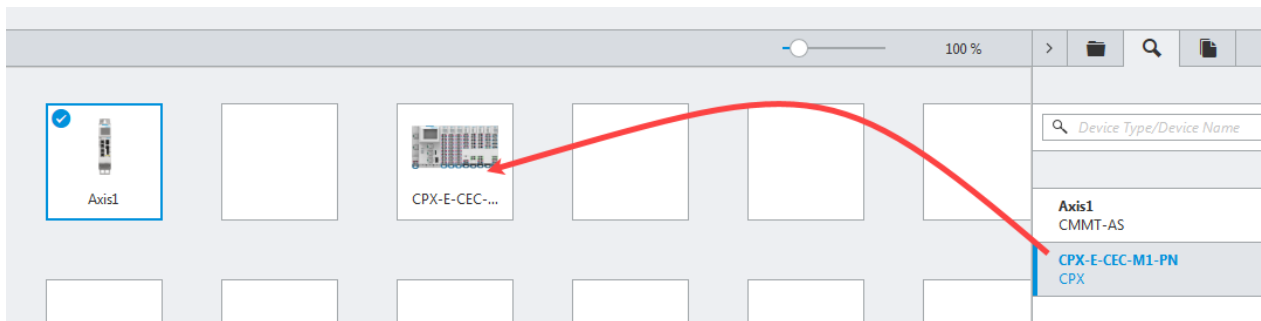 100 %
Device Type/Device Name
Axis1
CPX-E-CEC-...
Axis1
CMMT-AS
CPX-E-CEC-M1-PN
CPX